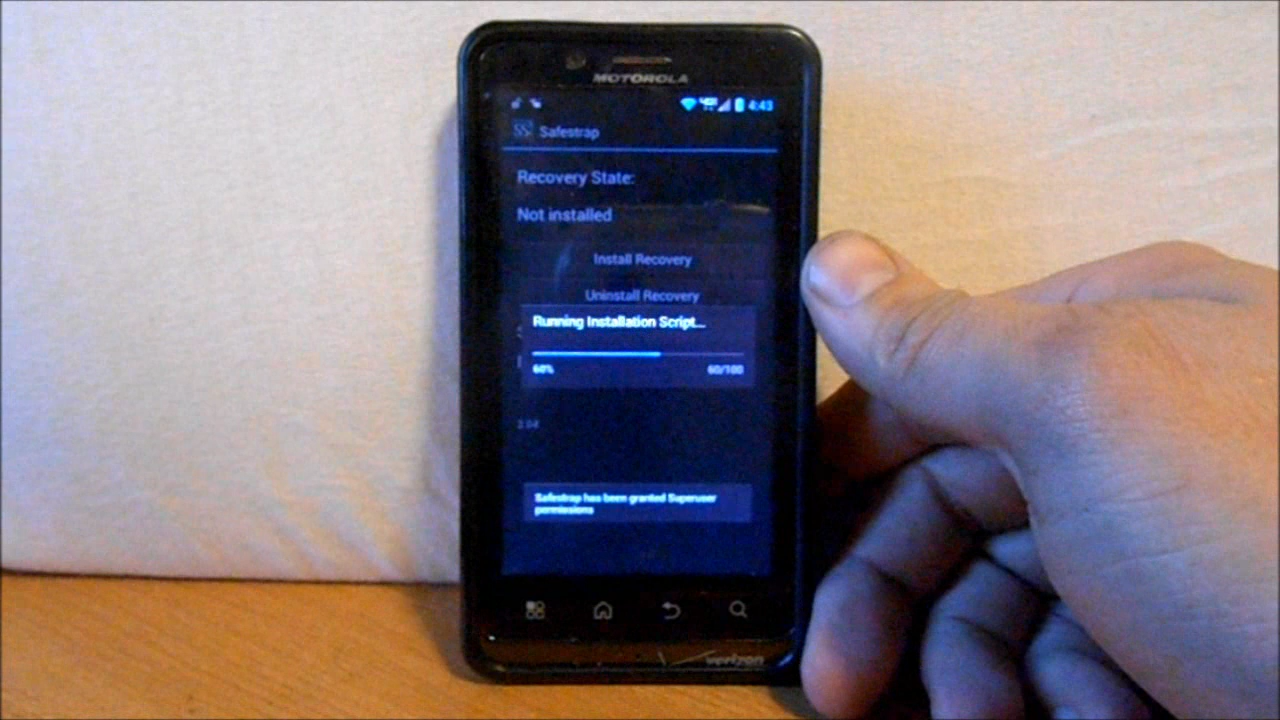 MOTOROLA
4:43
Safestrap
Recovery State:
Not installed
Install Recovery
Uninstall Recovery
Running Installation Script...
60% 60/100
Safestrap has been granted Superuser
permissions
verizon